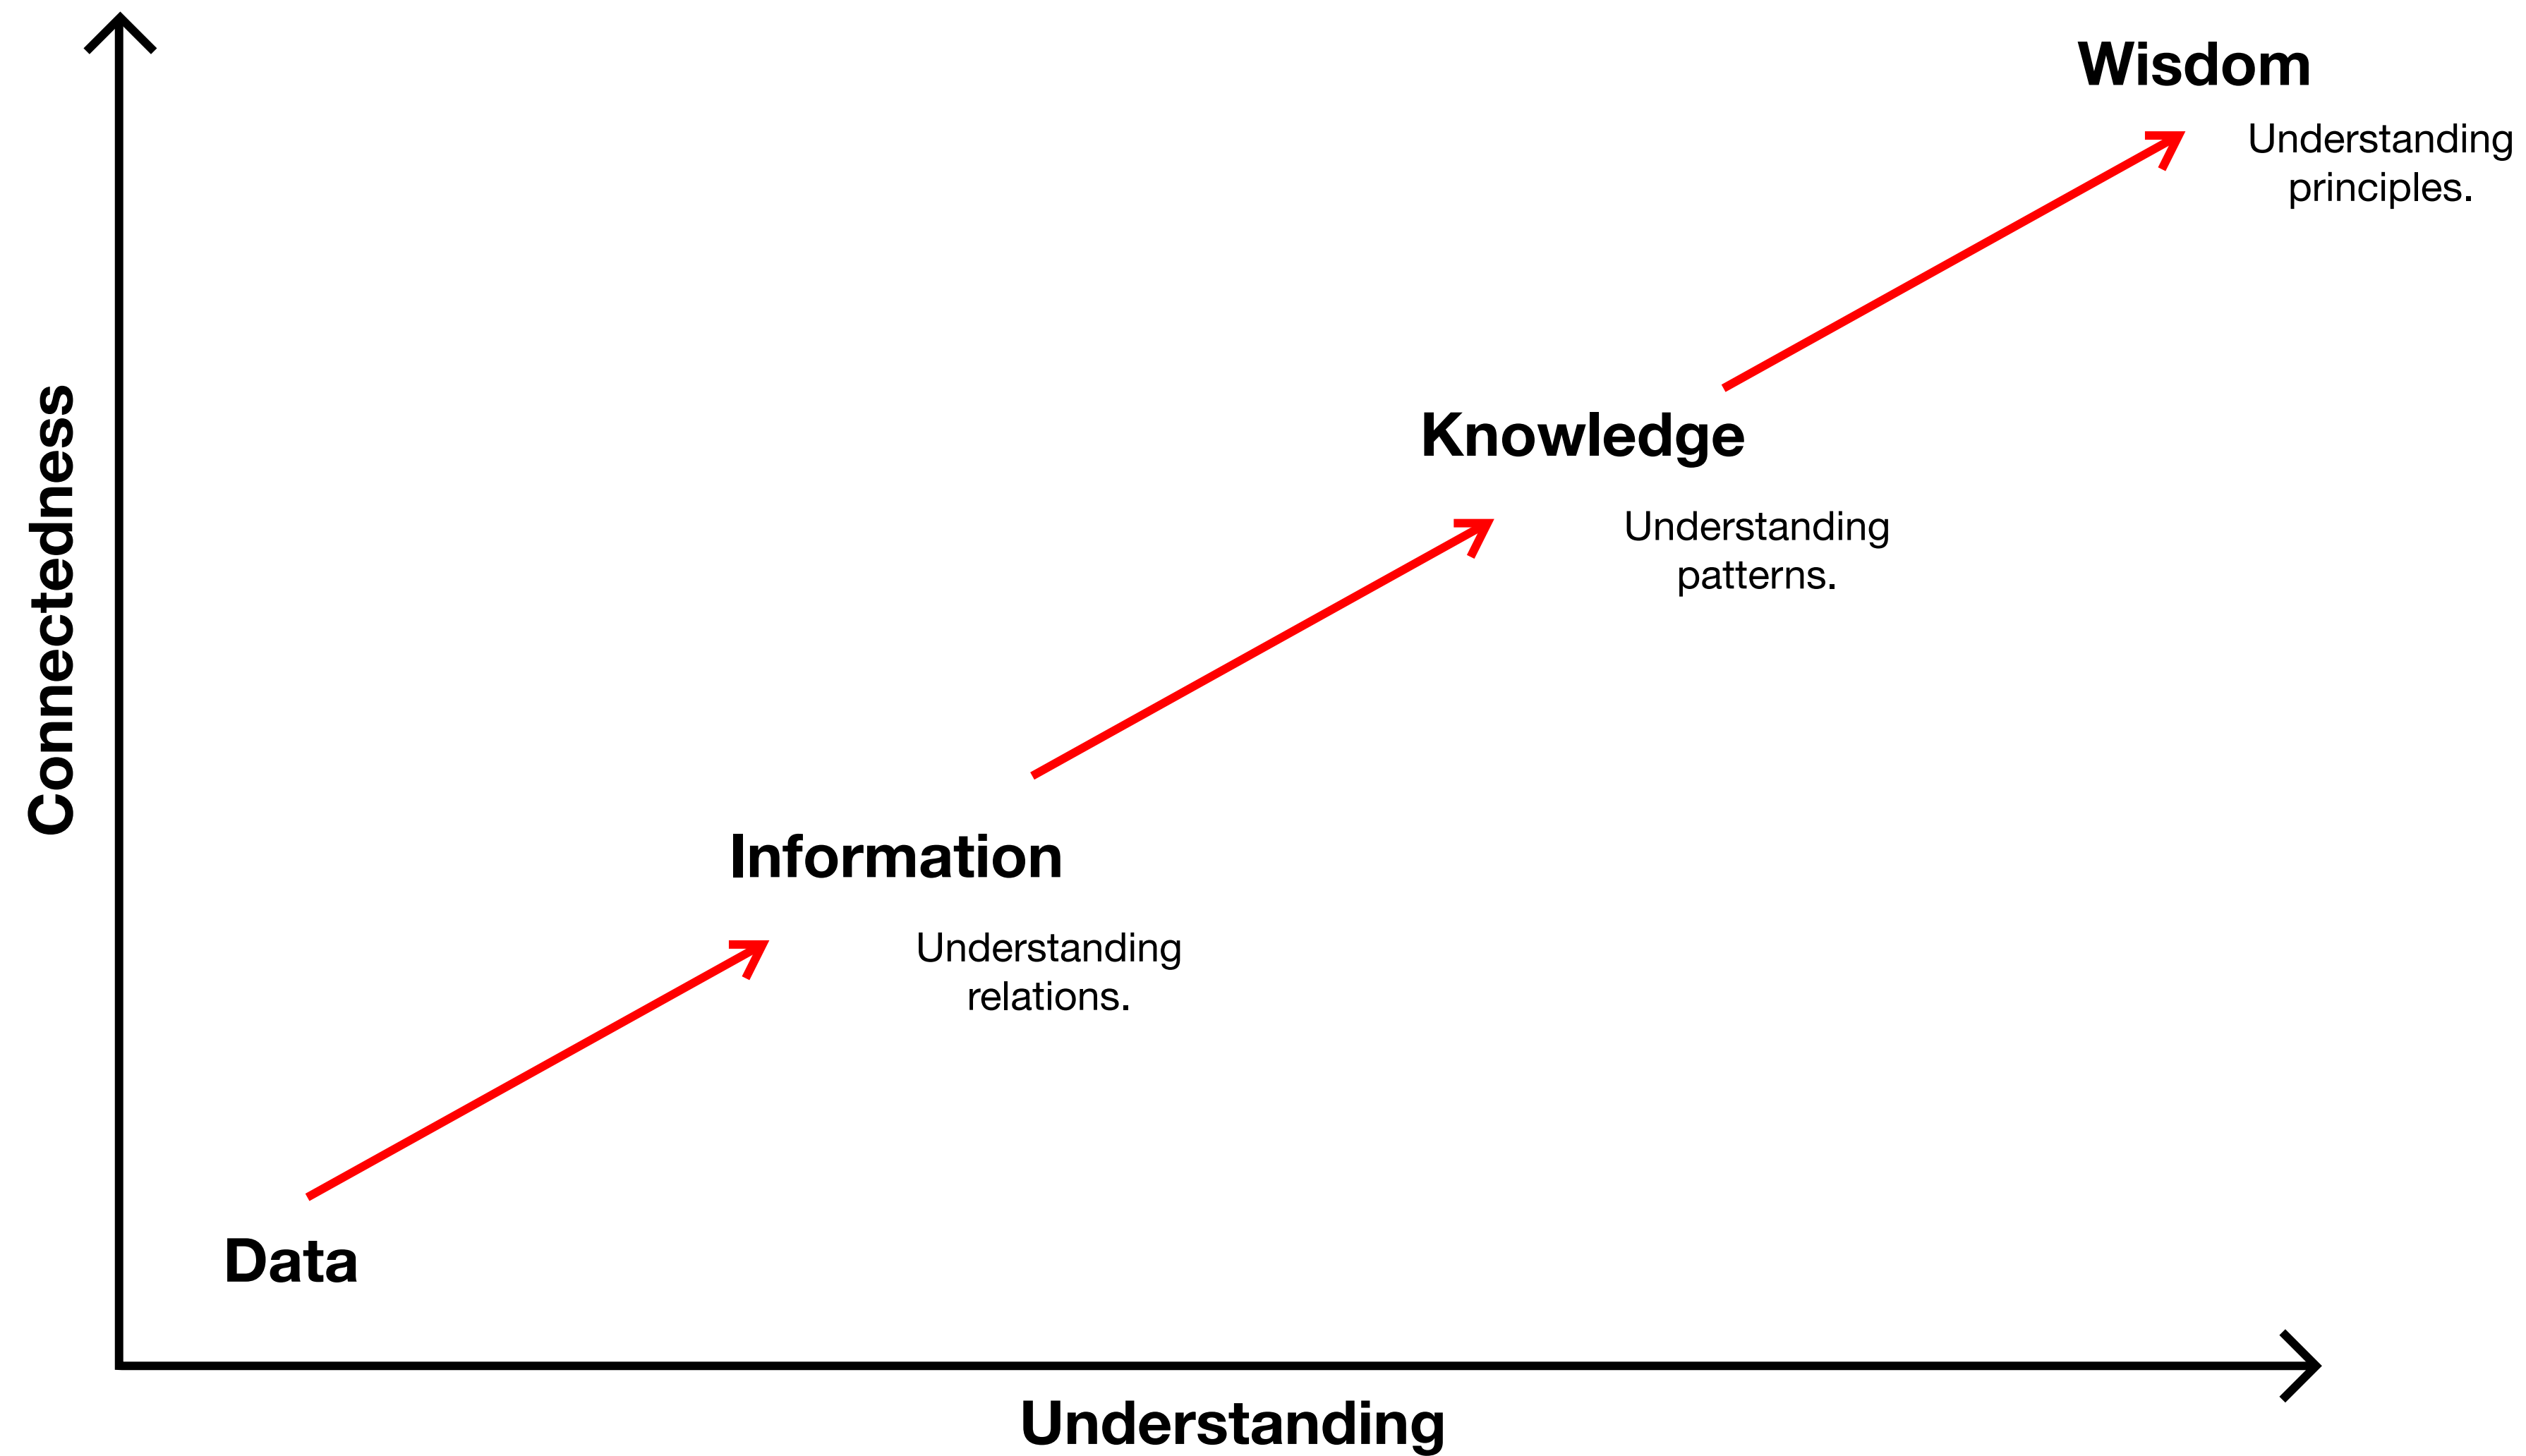 Wisdom
Understanding
principles.
Knowledge
Understanding
patterns.
Connectedness
Information
Understanding
relations.
Data
Understanding